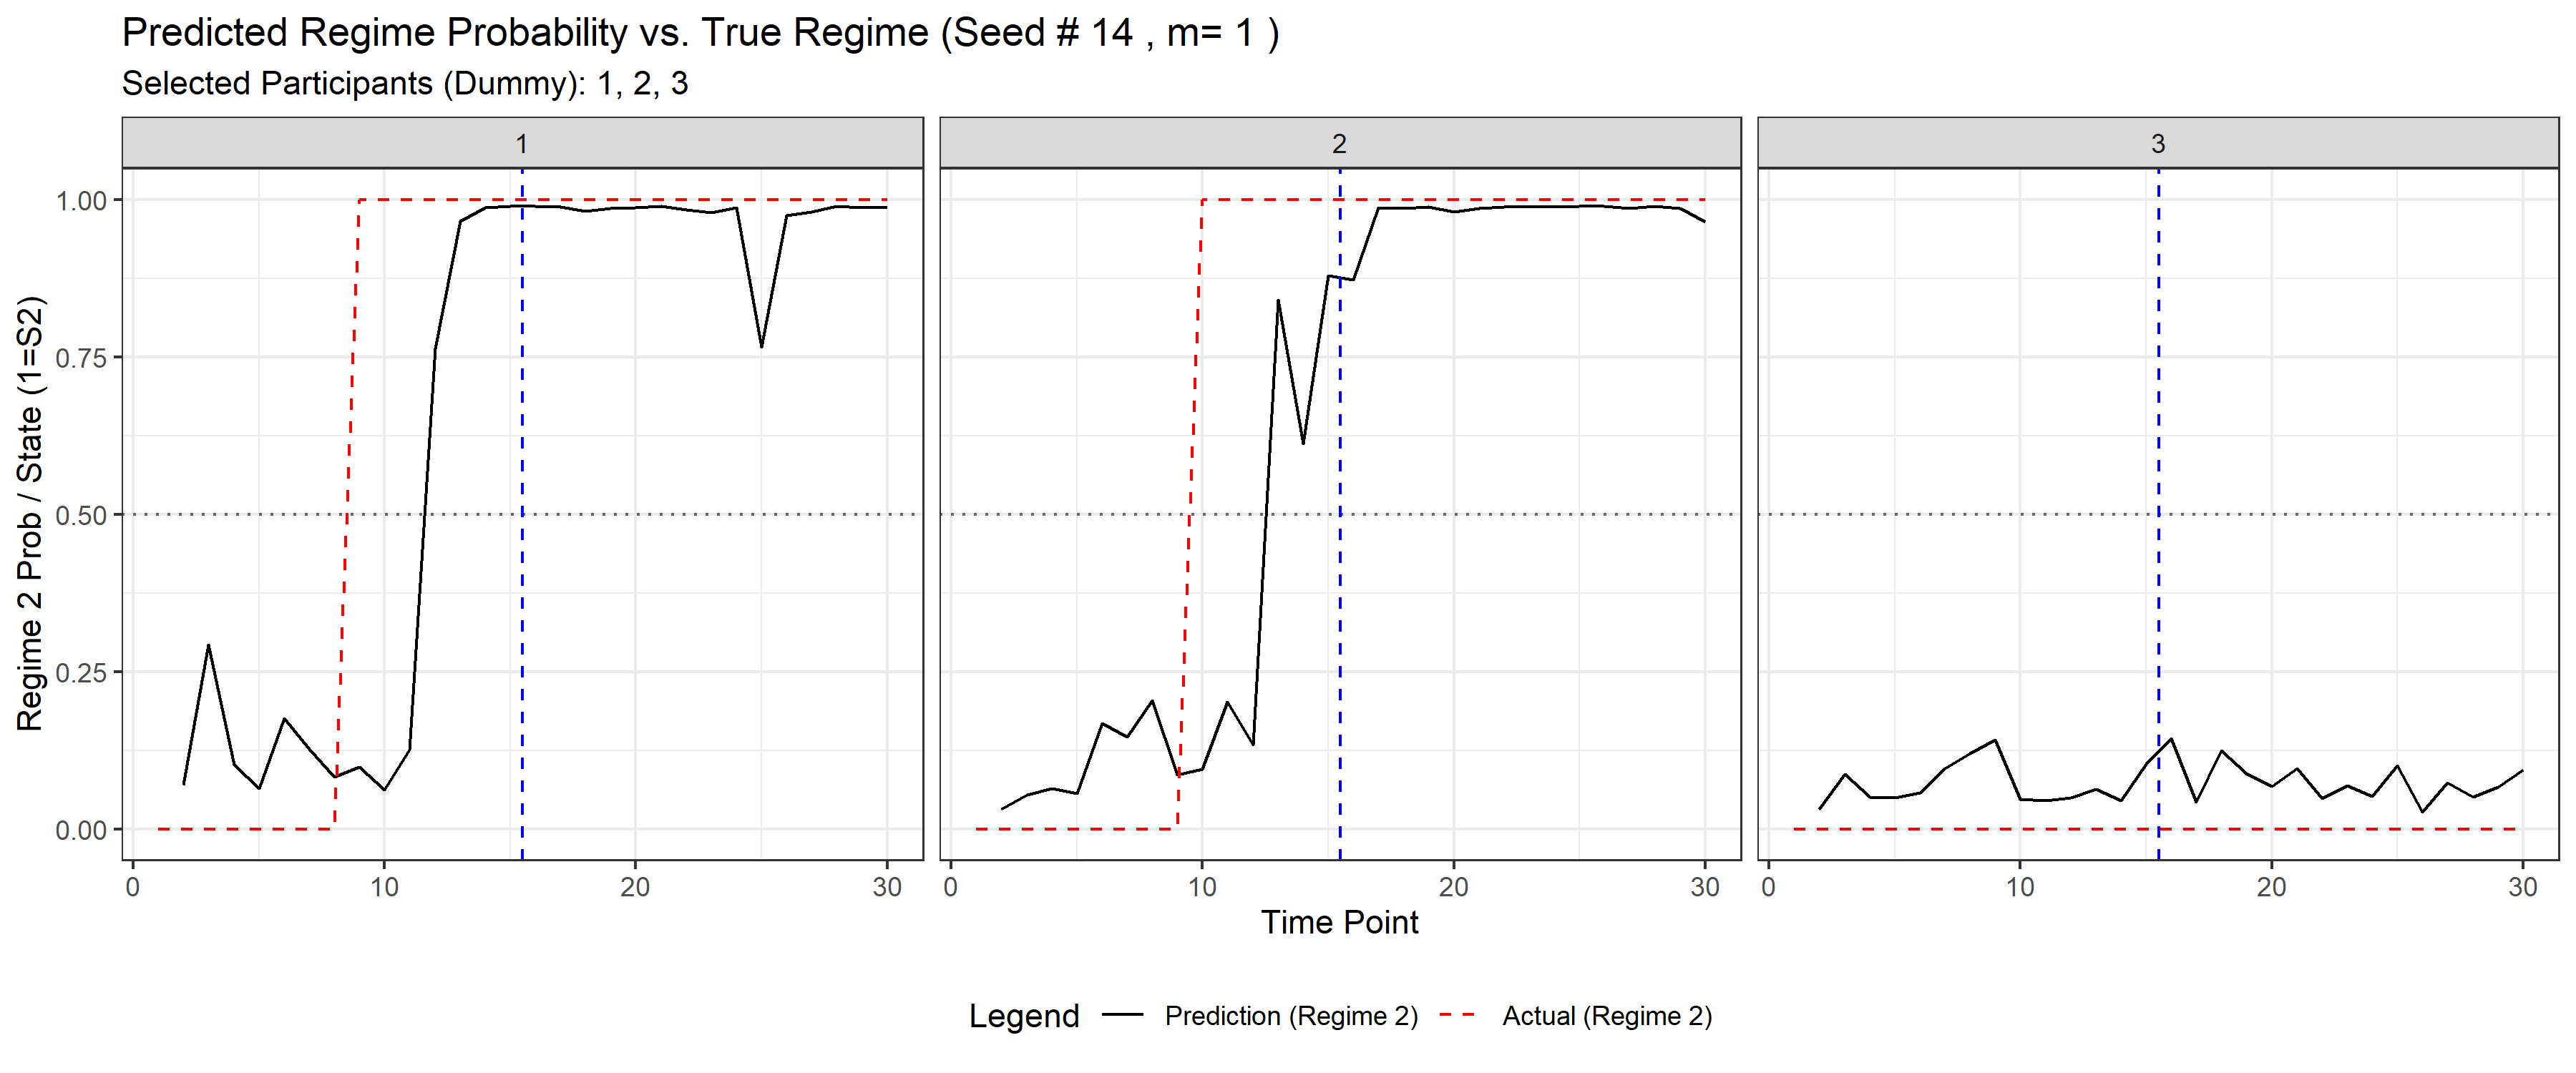 Predicted Regime Probability vs. True Regime (Seed # 14 , m= 1 )
Selected Participants (Dummy): 1, 2, 3
1 2 3
Regime 2 Prob / State (1=S2)
1.00
0.75
0.50
0.25
0.00
0 10 20 30 0 10 20 30 0 10 20 30
Time Point
Legend Prediction (Regime 2) Actual (Regime 2)